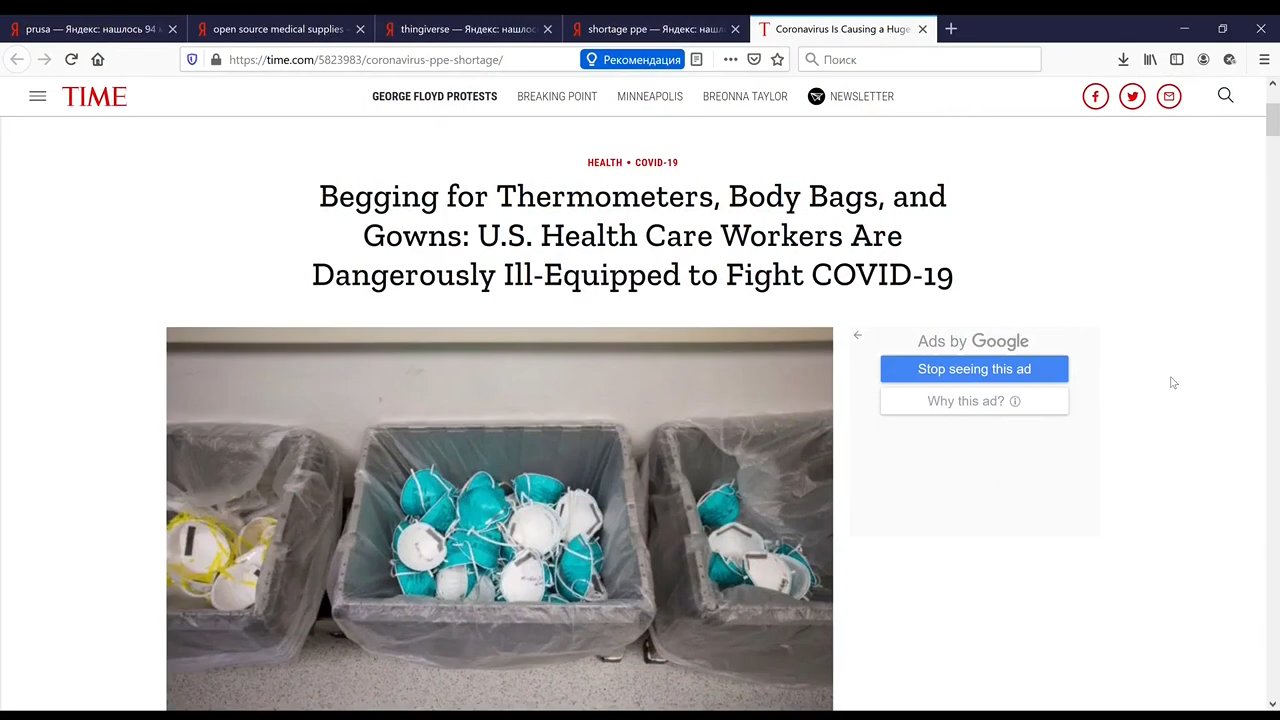 prusa — Яндекс: нашлось 94
open source medical supplies
thingiverse — Яндекс: нашлос
shortage ppe — Яндекс: нашл
Coronavirus Is Causing a Huge
https://time.com/5823983/coronavirus-ppe-shortage/
Рекомендация
Поиск
TIME
GEORGE FLOYD PROTESTS
BREAKING POINT
MINNEAPOLIS
BREONNA TAYLOR
NEWSLETTER
HEALTH • COVID-19
Begging for Thermometers, Body Bags, and
Gowns: U.S. Health Care Workers Are
Dangerously Ill-Equipped to Fight COVID-19
Ads by Google
Stop seeing this ad
Why this ad?